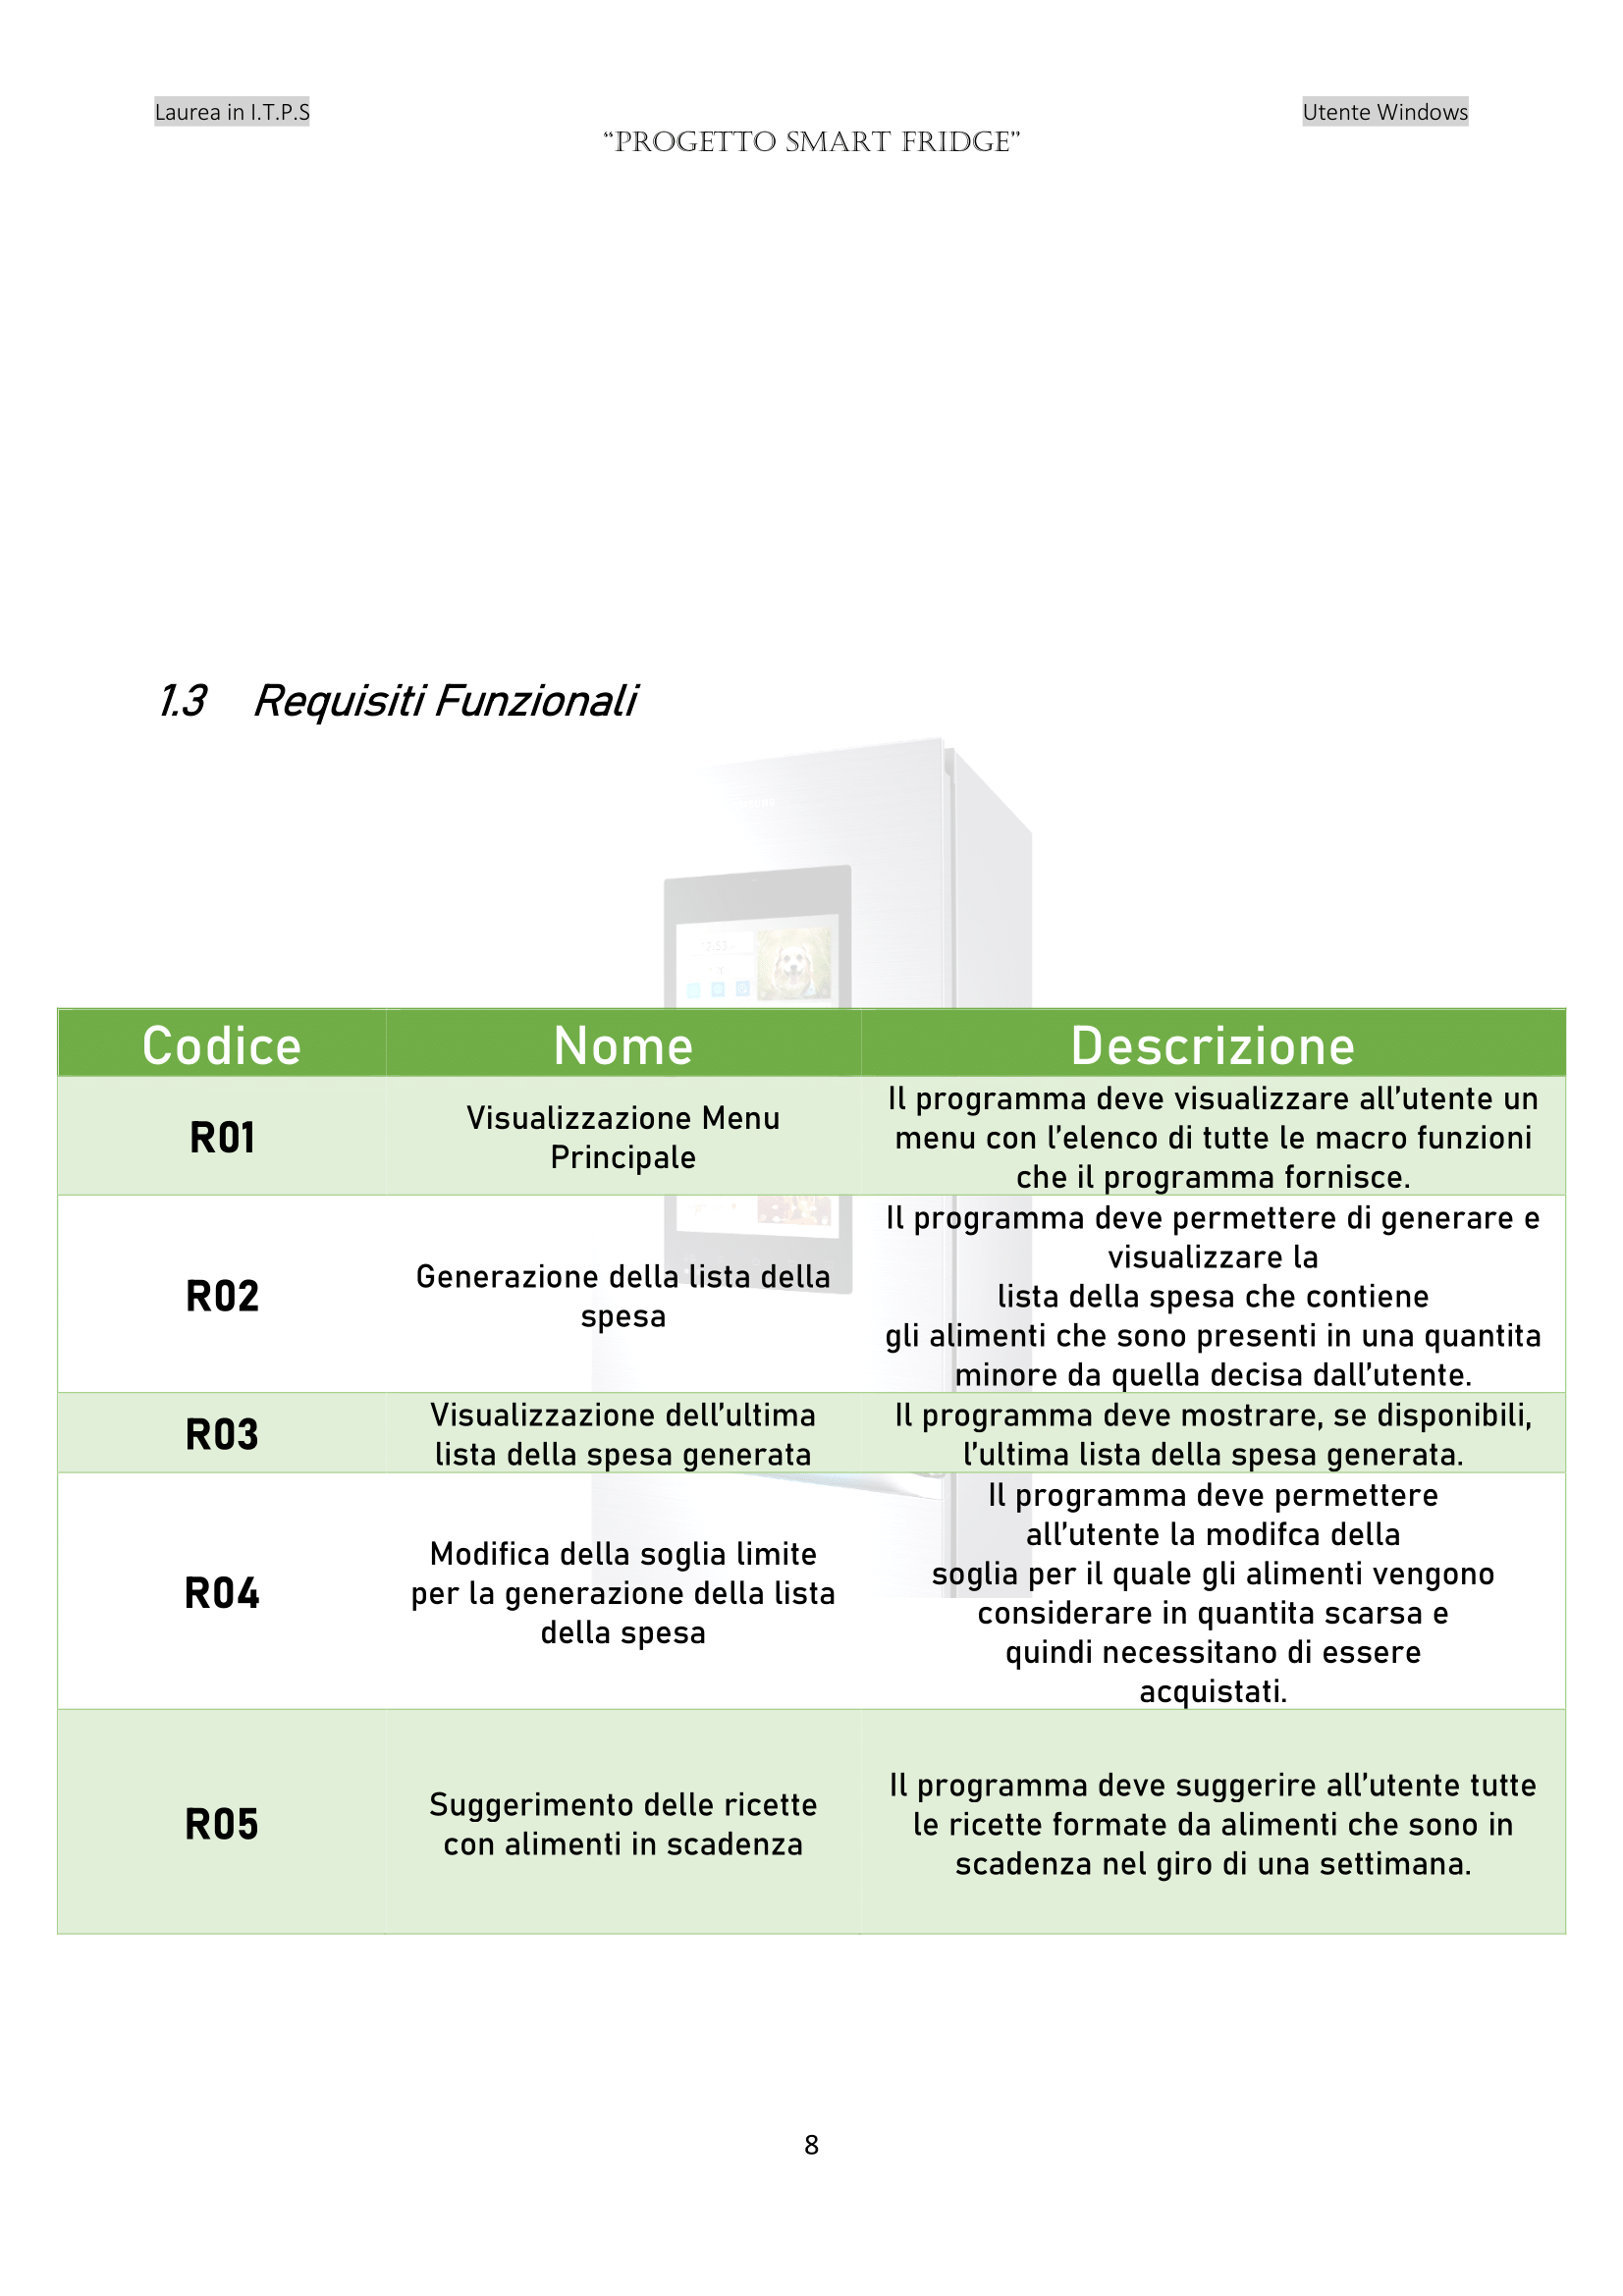 Laurea in I.T.P.S
Utente Windows
“PROGETTO SMART FRIDGE”
1.3 Requisiti Funzionali
Codice Nome Descrizione
R01
Visualizzazione Menu
Principale
Il programma deve visualizzare all’utente un
menu con l’elenco di tutte le macro funzioni
che il programma fornisce.
R02
Generazione della lista della
spesa
Il programma deve permettere di generare e
visualizzare la
lista della spesa che contiene
gli alimenti che sono presenti in una quantita
minore da quella decisa dall’utente.
R03
Visualizzazione dell’ultima
lista della spesa generata
Il programma deve mostrare, se disponibili,
l’ultima lista della spesa generata.
R04
Modifica della soglia limite
per la generazione della lista
della spesa
Il programma deve permettere
all’utente la modifca della
soglia per il quale gli alimenti vengono
considerare in quantita scarsa e
quindi necessitano di essere
acquistati.
R05
Suggerimento delle ricette
con alimenti in scadenza
Il programma deve suggerire all’utente tutte
le ricette formate da alimenti che sono in
scadenza nel giro di una settimana.
8